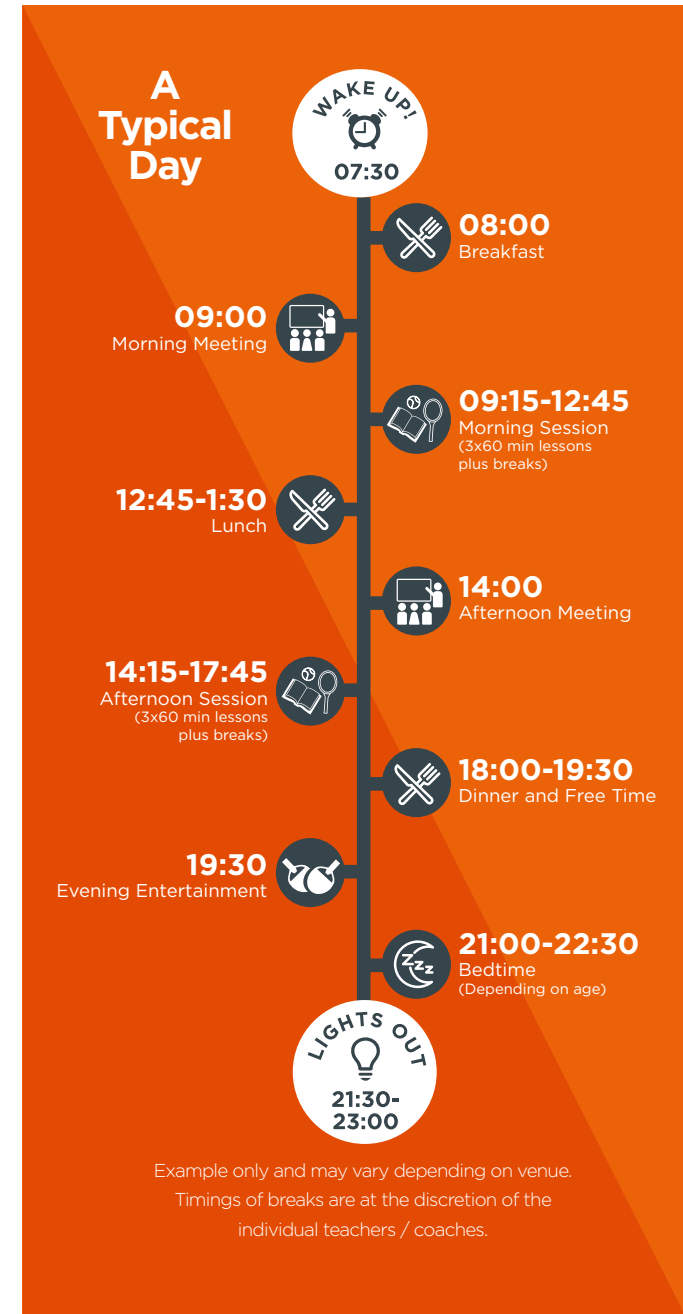 A
Typical
Day
WAKE UP!
07:30
08:00
Breakfast
09:00
Morning Meeting
09:15-12:45
Morning Session
(3x60 min lessons
plus breaks)
12:45-1:30
Lunch
14:00
Afternoon Meeting
14:15-17:45
Afternoon Session
(3x60 min lessons
plus breaks)
18:00-19:30
Dinner and Free Time
19:30
Evening Entertainment
21:00-22:30
Bedtime
(Depending on age)
zzz
LIGHTS OUT
21:30-
23:00
Example only and may vary depending on venue.
Timings of breaks are at the discretion of the
individual teachers / coaches.